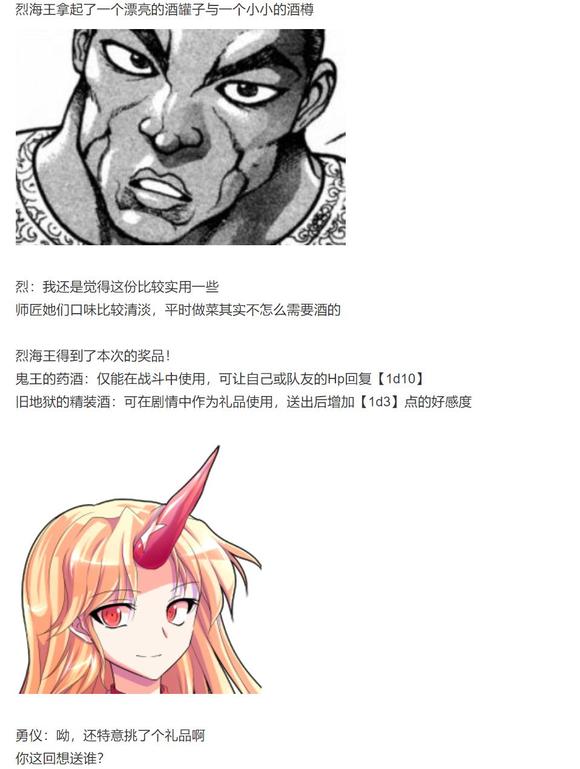 烈海王拿起了一个漂亮的酒罐子与一个小小的酒樽
烈：我还是觉得这份比较实用一些
师匠她们口味比较清淡，平时做菜其实不怎么需要酒的
烈海王得到了本次的奖品！
鬼王的药酒：仅能在战斗中使用，可让自己或队友的Hp回复【1d10】
旧地狱的精装酒：可在剧情中作为礼品使用，送出后增加【1d3】点的好感度
勇仪：呦，还特意挑了个礼品啊
你这回想送谁？